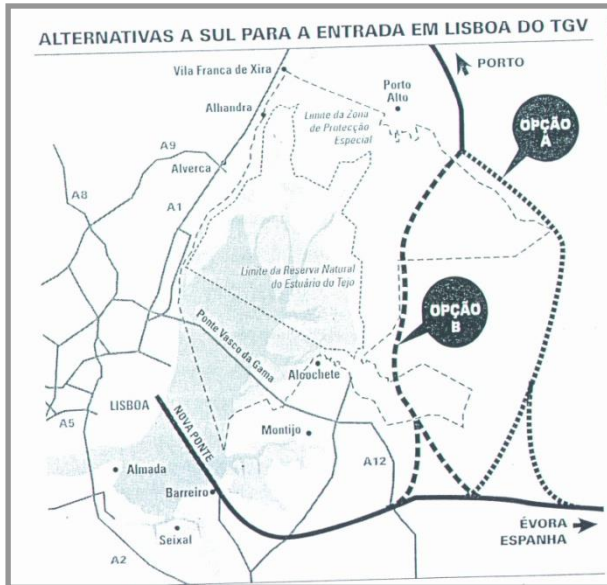 ALTERNATIVAS A SUL PARA A ENTRADA EM LISBOA DO TGV
PORTO
Vila Franca de Xira
Porto
Alto
Alhandra
Limite da Zona
de Protecção
Especial
OPÇÃO
A
A9
Alverca
A8
A1
Limite da Reserva Natural
do Estuário do Tejo
OPÇÃO
B
Ponte Vasco da Gama
Alcochete
LISBOA
NOVA PONTE
A5
Montijo
Almada
A12
Barreiro
Seixal
ÉVORA
ESPANHA
A2